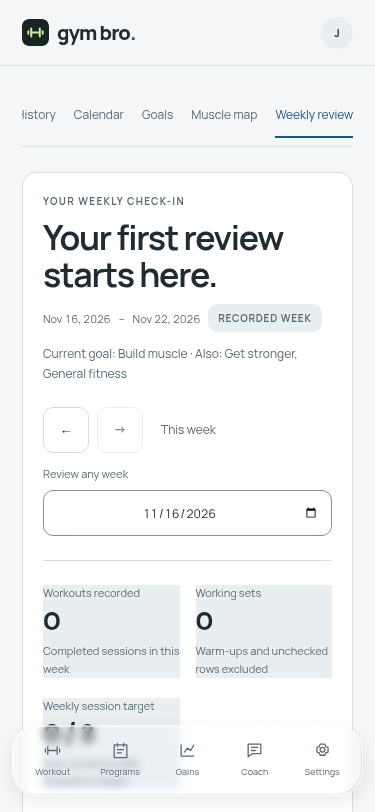 gym bro.
J
History
Calendar
Goals
Muscle map
Weekly review
YOUR WEEKLY CHECK-IN
Your first review
starts here.
Nov 16, 2026 – Nov 22, 2026
RECORDED WEEK
Current goal: Build muscle · Also: Get stronger,
General fitness
← → This week
Review any week
11/16/2026
Workouts recorded
0
Completed sessions in this
week
Working sets
0
Warm-ups and unchecked
rows excluded
Weekly session target
Workout
Programs
Gains
Coach
Settings